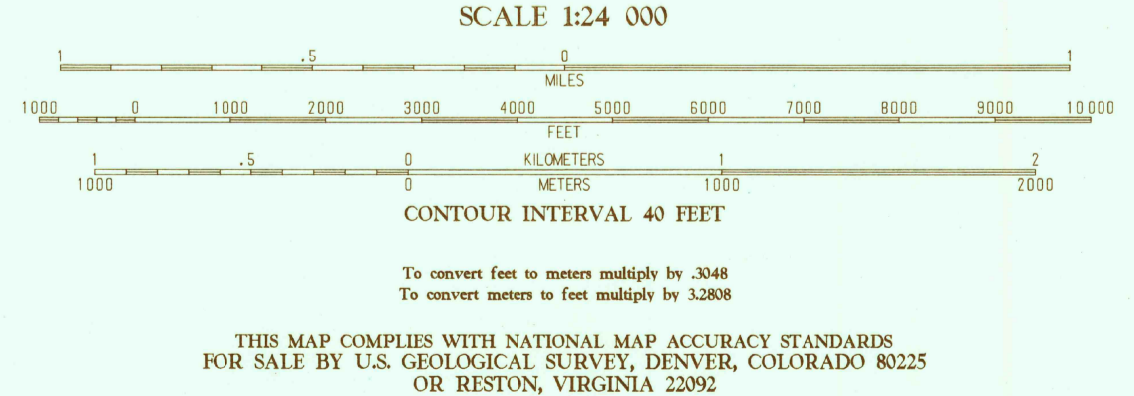 SCALE 1:24 000
1 .5 0 1
MILES
1000 0 1000 2000 3000 4000 5000 6000 7000 8000 9000 10 000
FEET
1 .5 0 KILOMETERS 1 2
1000 0 METERS 1000 2000
CONTOUR INTERVAL 40 FEET
To convert feet to meters multiply by .3048
To convert meters to feet multiply by 3.2808
THIS MAP COMPLIES WITH NATIONAL MAP ACCURACY STANDARDS
FOR SALE BY U.S. GEOLOGICAL SURVEY, DENVER, COLORADO 80225
OR RESTON, VIRGINIA 22092